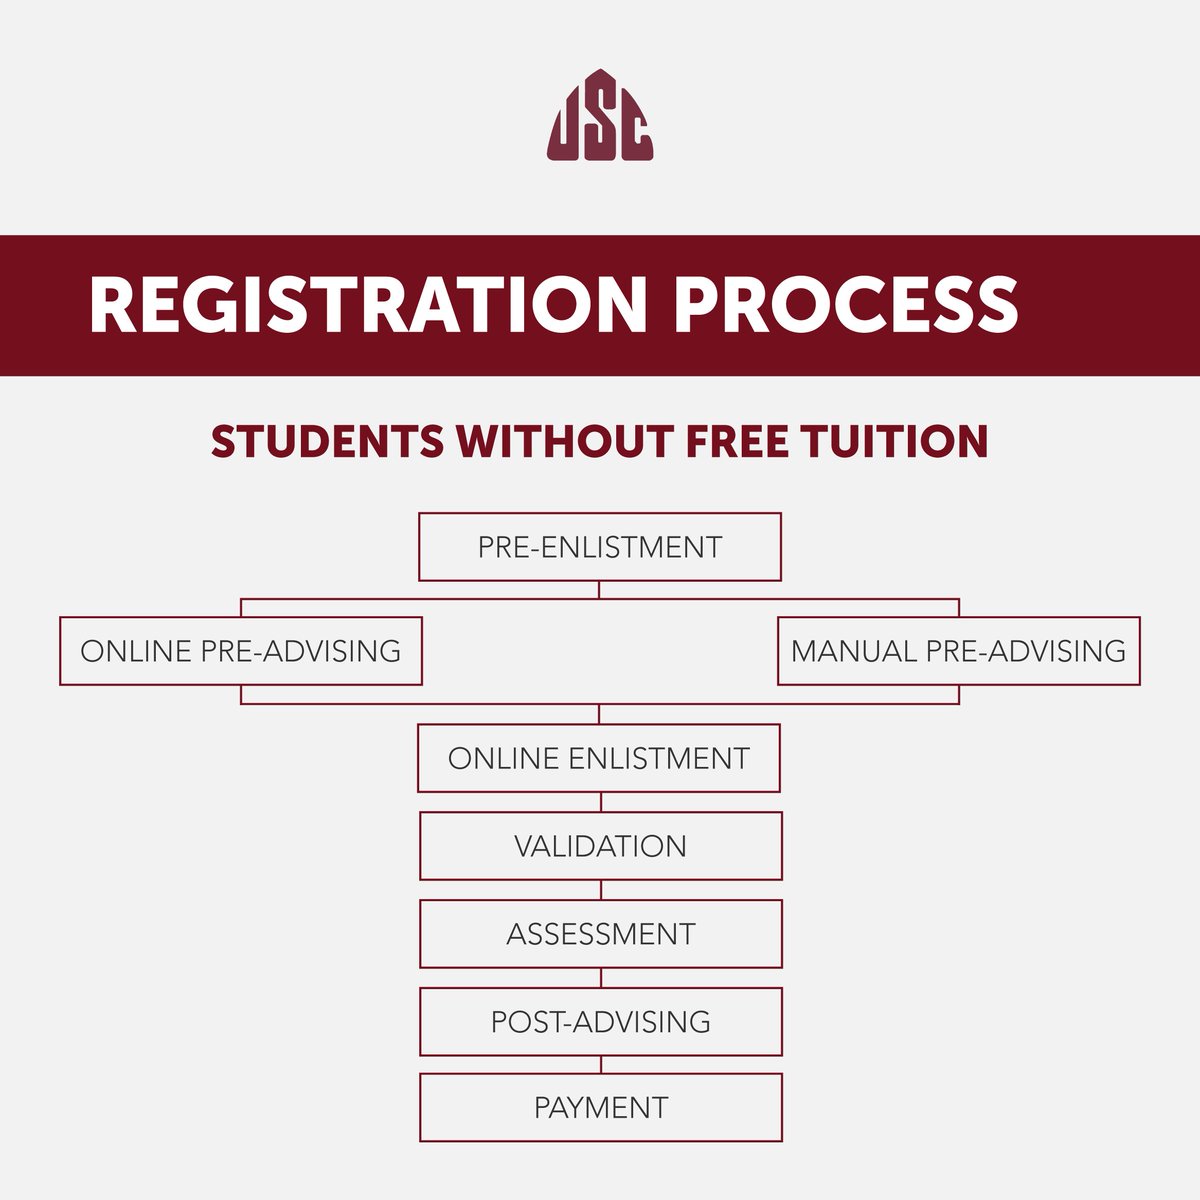 USC
REGISTRATION PROCESS
STUDENTS WITHOUT FREE TUITION
PRE-ENLISTMENT
ONLINE PRE-ADVISING
MANUAL PRE-ADVISING
ONLINE ENLISTMENT
VALIDATION
ASSESSMENT
POST-ADVISING
PAYMENT